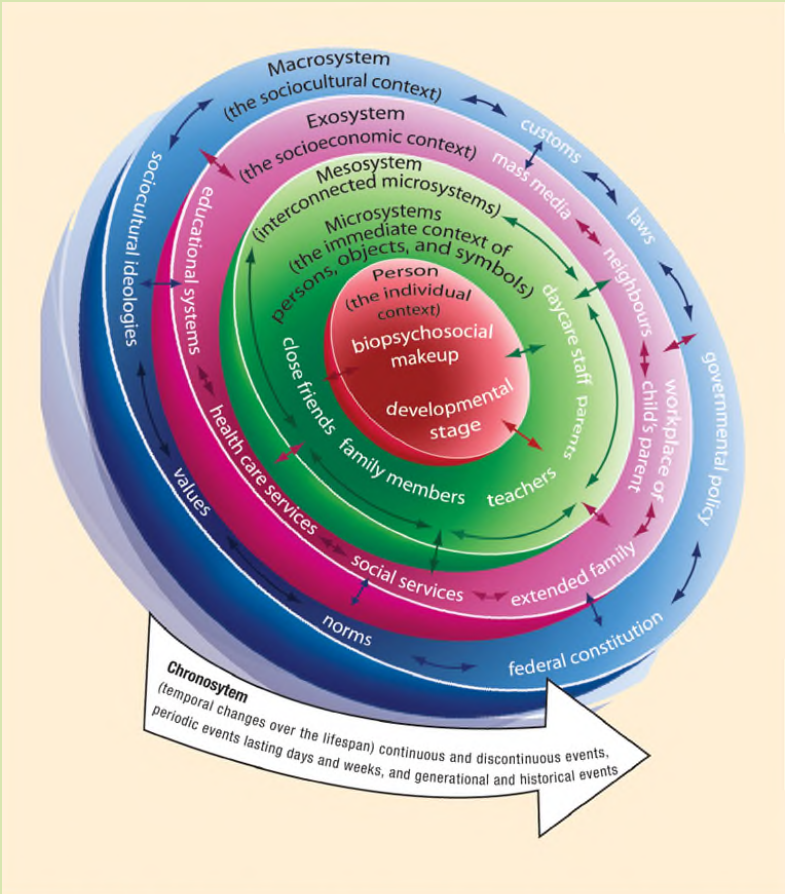 Macrosystem
(the sociocultural context)
customs
laws
governmental policy
federal constitution
norms
values
sociocultural ideologies
Exosystem
(the socioeconomic context)
mass media
neighbours
workplace of
child's parent
extended family
social services
health care services
educational systems
Mesosystem
(interconnected microsystems)
Microsystems
(the immediate context of
persons, objects, and symbols)
daycare staff
parents
teachers
family members
close friends
Person
(the individual
context)
biopsychosocial
makeup
developmental
stage
Chronosytem
(temporal changes over the lifespan) continuous and discontinuous events,
periodic events lasting days and weeks, and generational and historical events